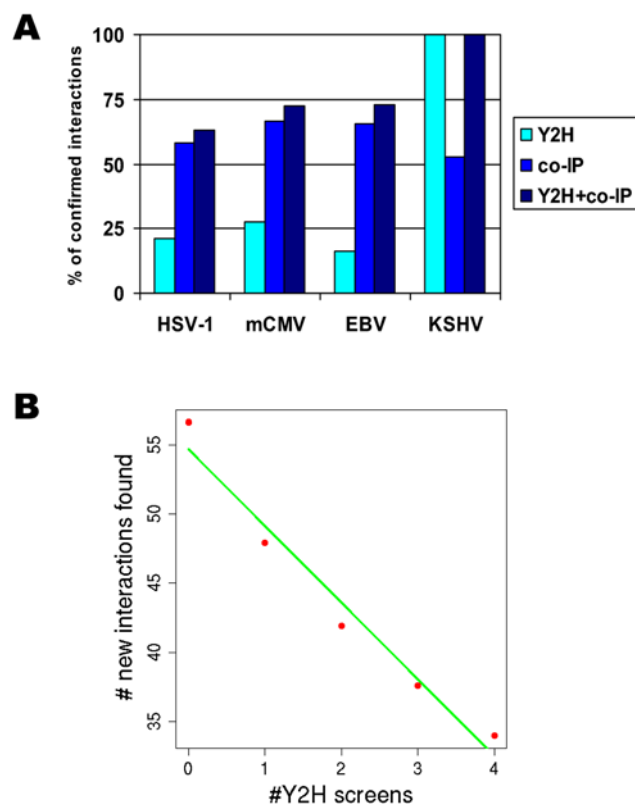 A
% of confirmed interactions
100
75
50
25
0
HSV-1 mCMV EBV KSHV
Y2H
co-IP
Y2H+co-IP
B
# new interactions found
55
50
45
40
35
0 1 2 3 4
#Y2H screens